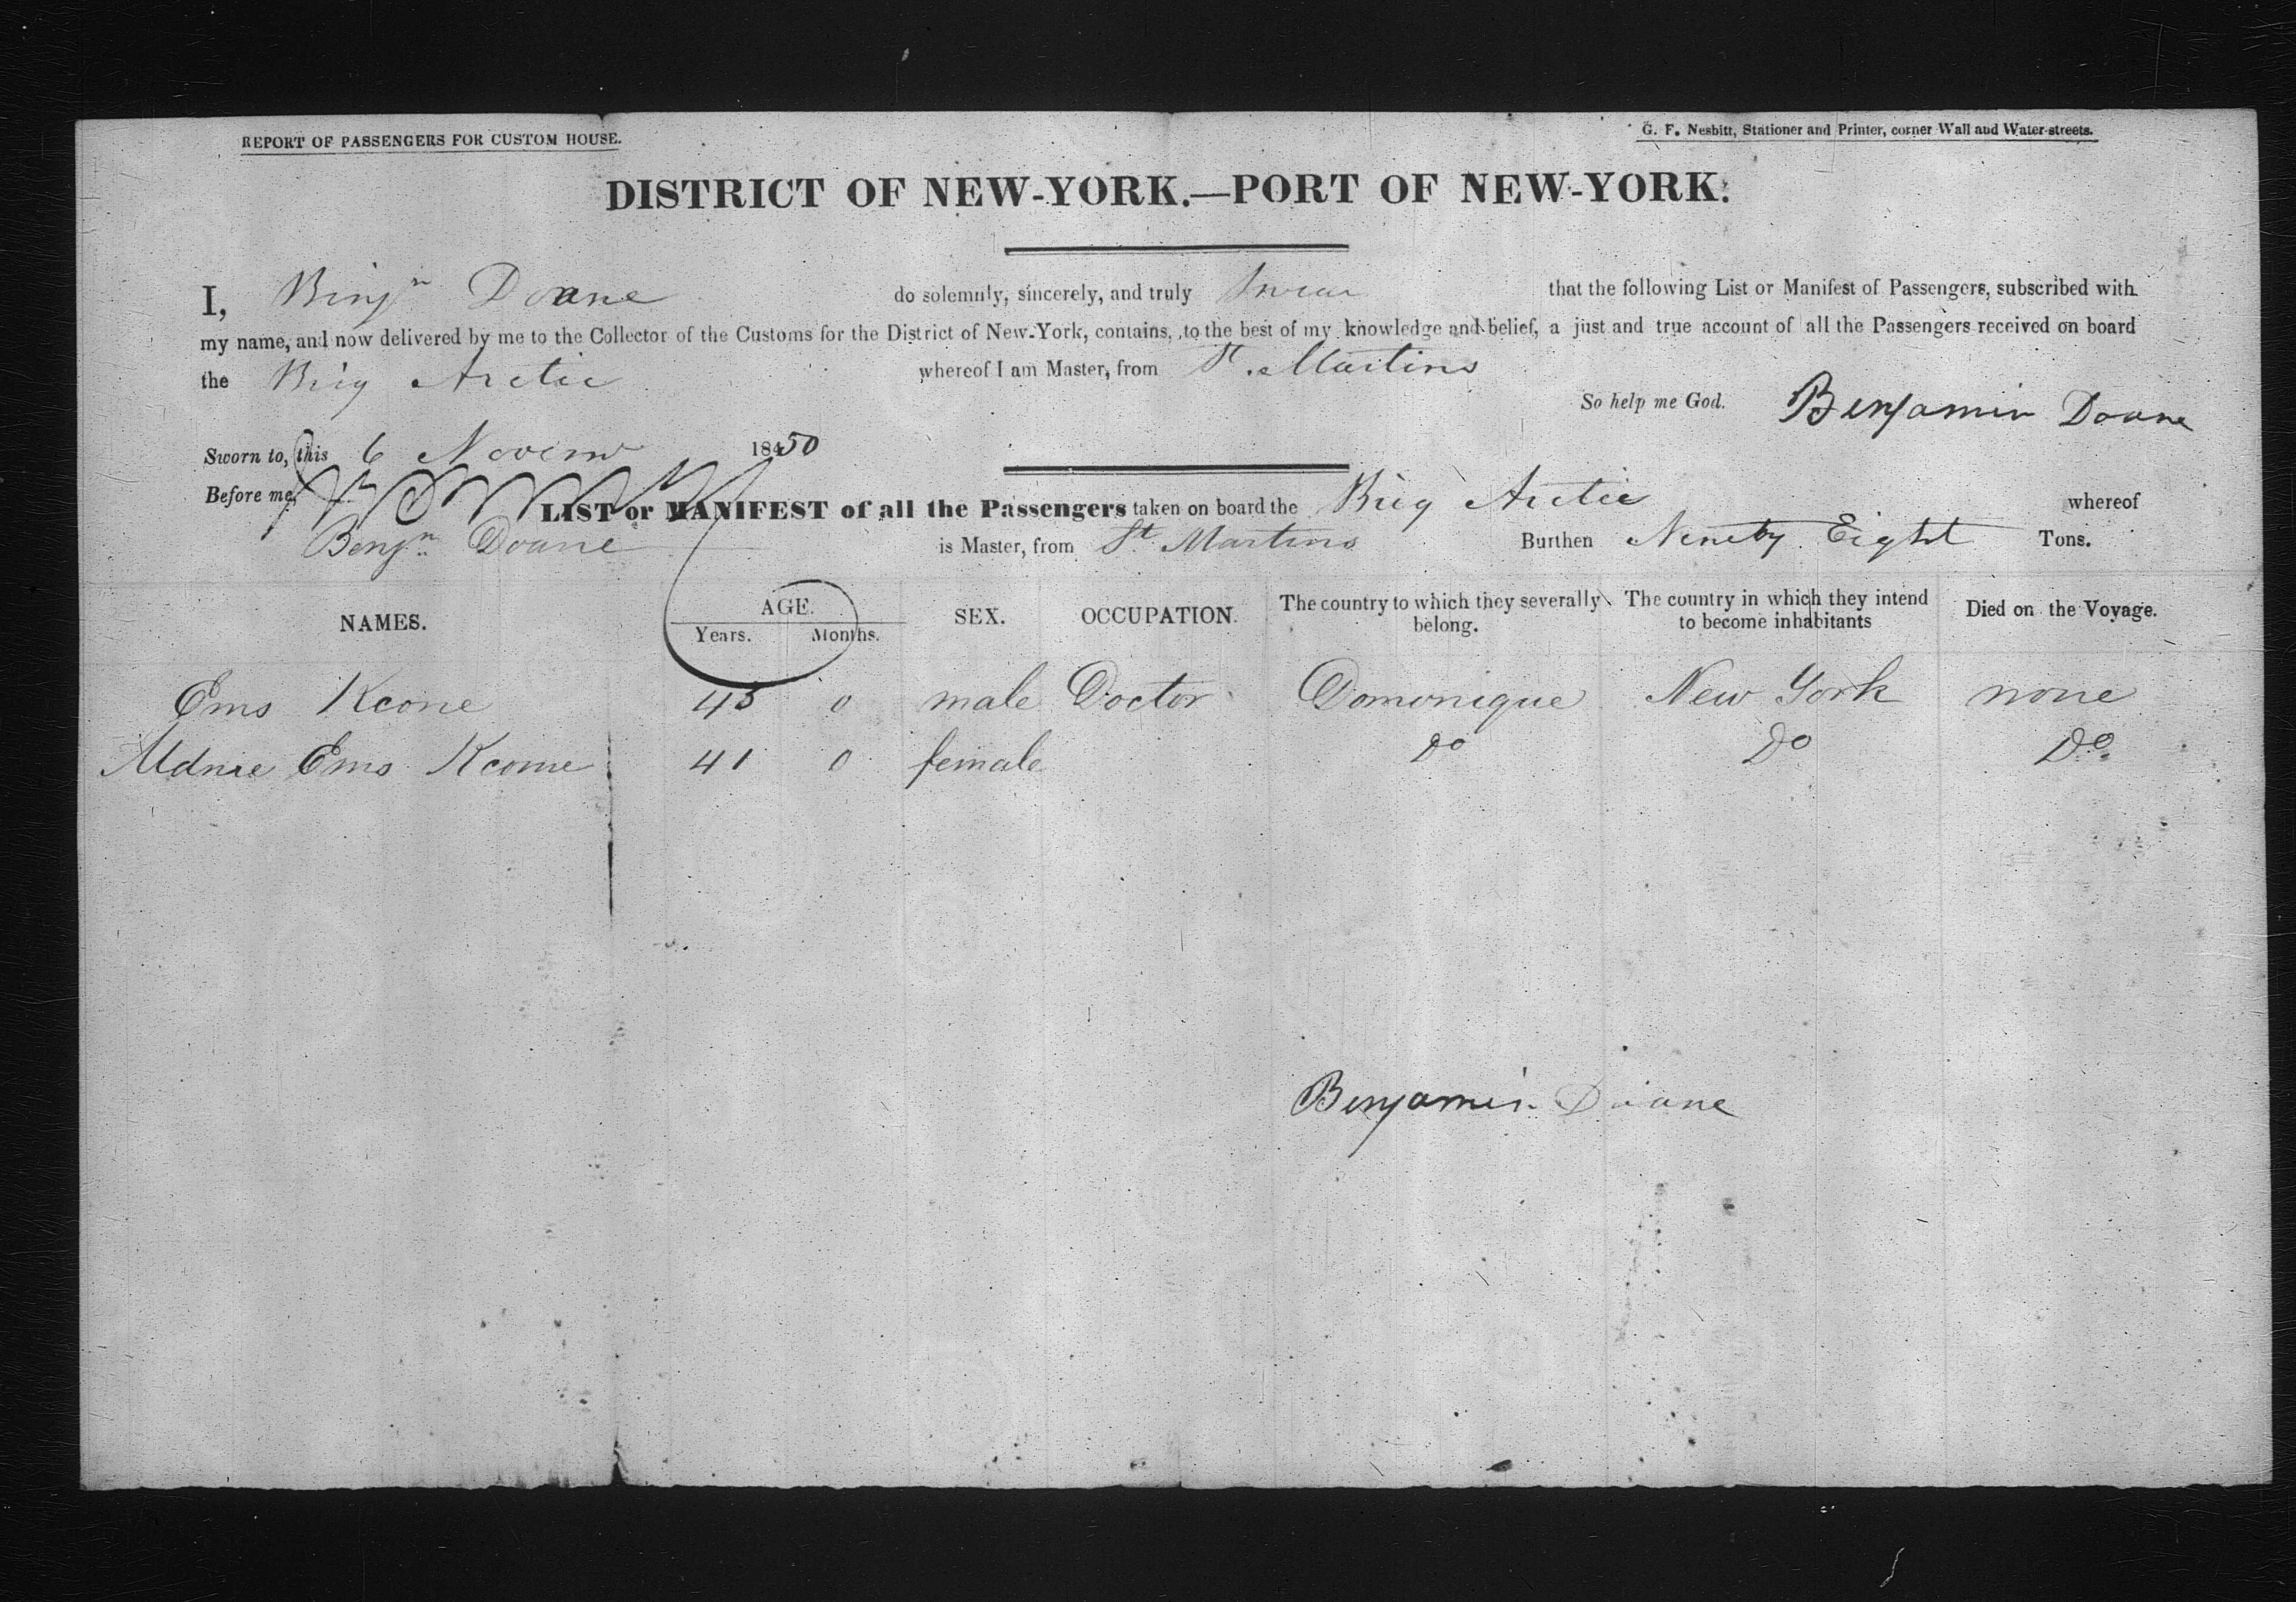 REPORT OF PASSENGERS FOR CUSTOM HOUSE.
G. F. Nesbitt, Stationer and Printer, corner Wall and Water-streets.
DISTRICT OF NEW-YORK.—PORT OF NEW-YORK.
I, Benjn Doane do solemnly, sincerely, and truly swear that the following List or Manifest of Passengers, subscribed with
my name, and now delivered by me to the Collector of the Customs for the District of New-York, contains, to the best of my knowledge and belief, a just and true account of all the Passengers received on board
the Brig Arctic whereof I am Master, from St. Martins
So help me God. Benjamin Doane
Sworn to, this 6 Novem 1850
Before me,
LIST or MANIFEST of all the Passengers taken on board the Brig Arctic whereof
Benjn Doane is Master, from St Martins Burthen Ninety Eight Tons.
NAMES. AGE. Years. Months. SEX. OCCUPATION. The country to which they severally belong. The country in which they intend to become inhabitants Died on the Voyage.
Ems Kcone 45 0 male Doctor Domonique New York none
Mdme Ems Kcome 41 0 female Do Do Do
Benjamin Doane